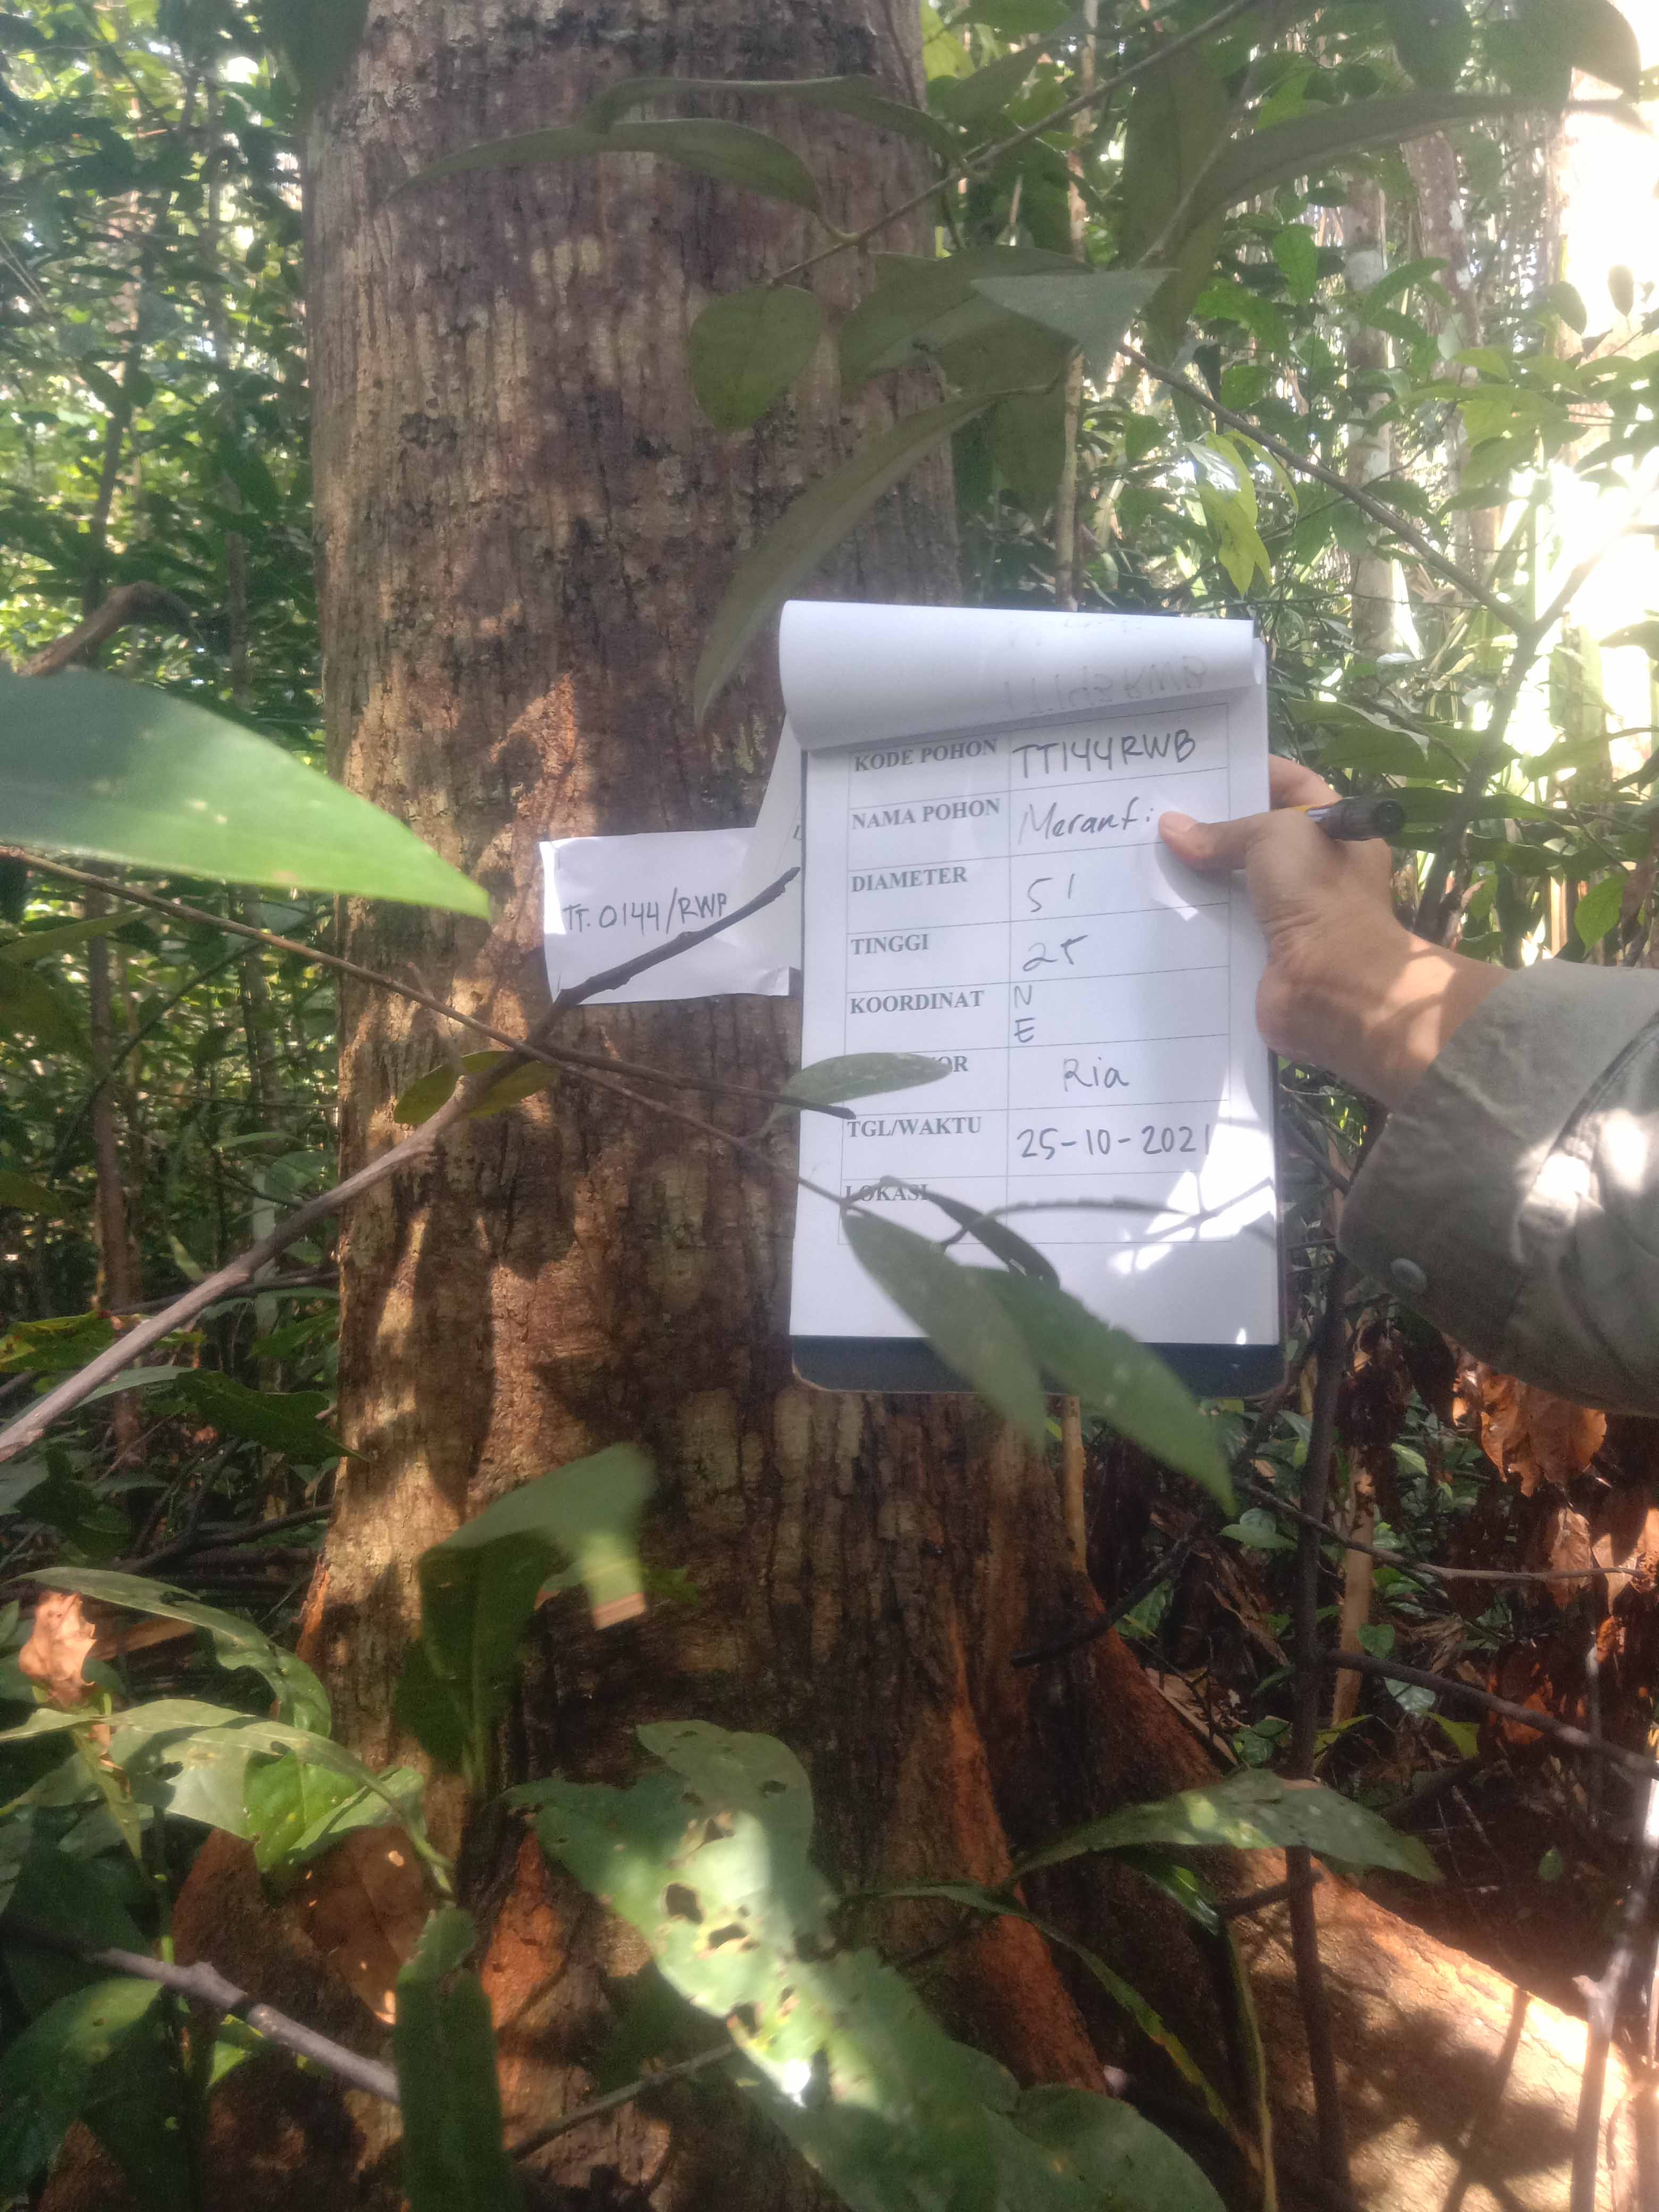 KODE POHON TT144RWB
NAMA POHON Meranti
DIAMETER 51
TINGGI 25
KOORDINAT N
E
OR Ria
TGL/WAKTU 25-10-2021
LOKASI
TT. 0144/RWP